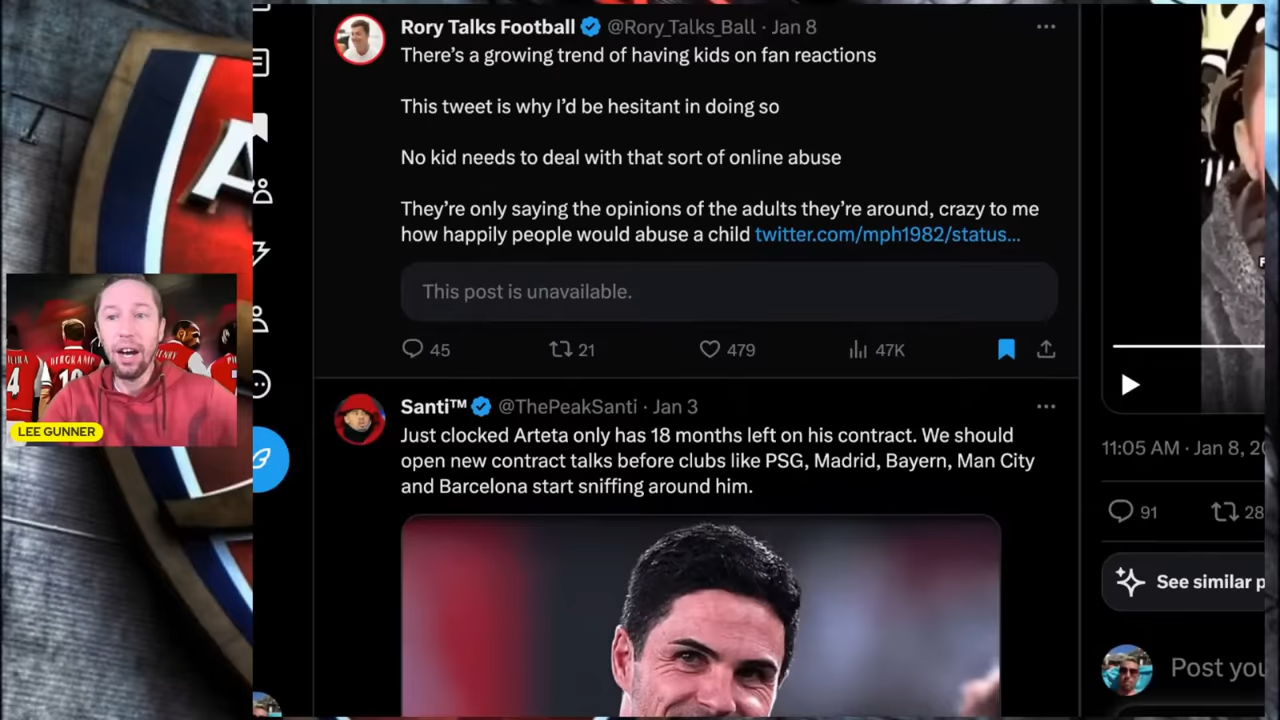 Rory Talks Football @Rory_Talks_Ball · Jan 8
There’s a growing trend of having kids on fan reactions
This tweet is why I’d be hesitant in doing so
No kid needs to deal with that sort of online abuse
They’re only saying the opinions of the adults they’re around, crazy to me
how happily people would abuse a child twitter.com/mph1982/status...
This post is unavailable.
45 21 479 47K
Santi™ @ThePeakSanti · Jan 3
Just clocked Arteta only has 18 months left on his contract. We should
open new contract talks before clubs like PSG, Madrid, Bayern, Man City
and Barcelona start sniffing around him.
11:05 AM · Jan 8, 20
91 28
See similar p
Post you
A
4
BERGKAMP
10
HENRY
LEE GUNNER